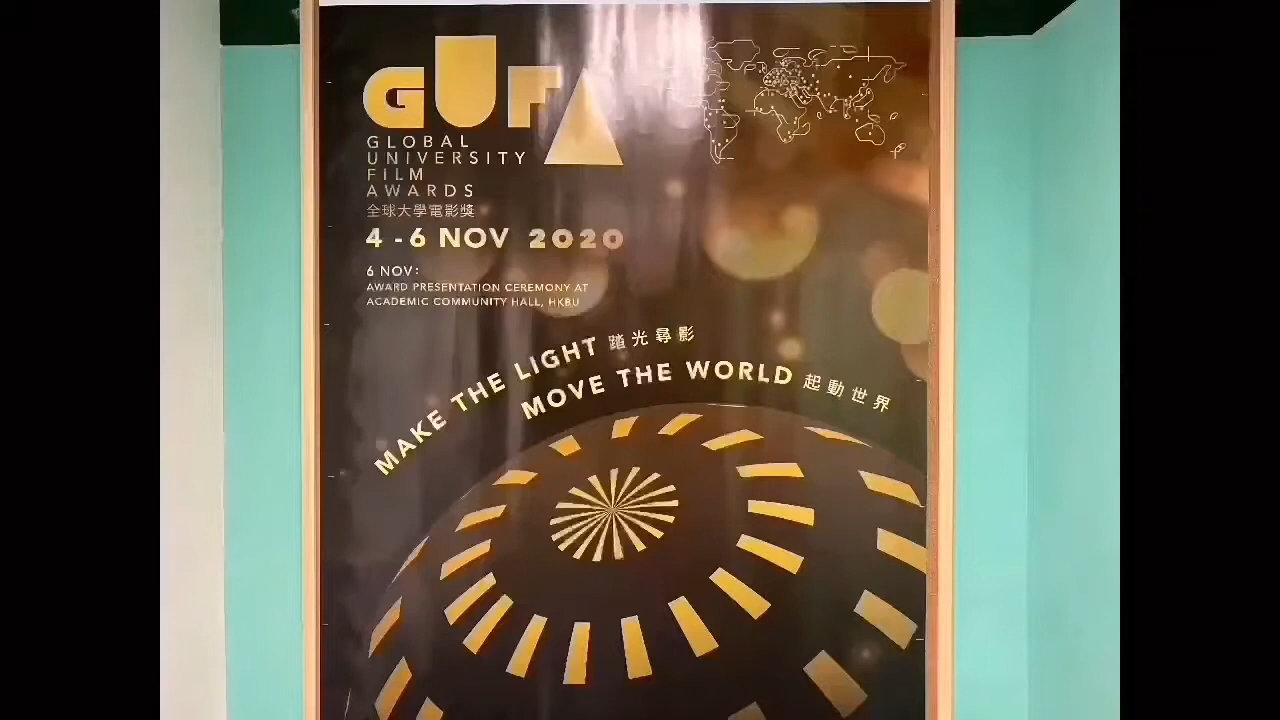 GUFA
GLOBAL
UNIVERSITY
FILM
AWARDS
全球大學電影獎
4 - 6 NOV 2020
6 NOV:
AWARD PRESENTATION CEREMONY AT
ACADEMIC COMMUNITY HALL, HKBU
MAKE THE LIGHT 踏光尋影
MOVE THE WORLD 起動世界